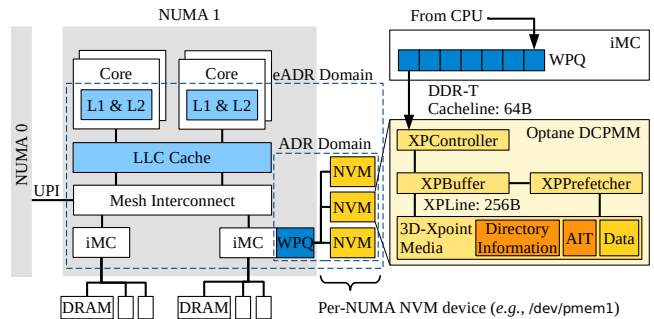 NUMA 1
From CPU
iMC
Core
Core
eADR Domain
WPQ
L1 & L2
L1 & L2
DDR-T
Cacheline: 64B
NUMA 0
ADR Domain
Optane DCPMM
LLC Cache
XPController
NVM
UPI
Mesh Interconnect
NVM
XPBuffer
XPPrefetcher
XPLine: 256B
iMC
iMC
WPQ
NVM
3D-Xpoint
Media
Directory
Information
AIT
Data
DRAM
DRAM
Per-NUMA NVM device (e.g., /dev/pmem1)